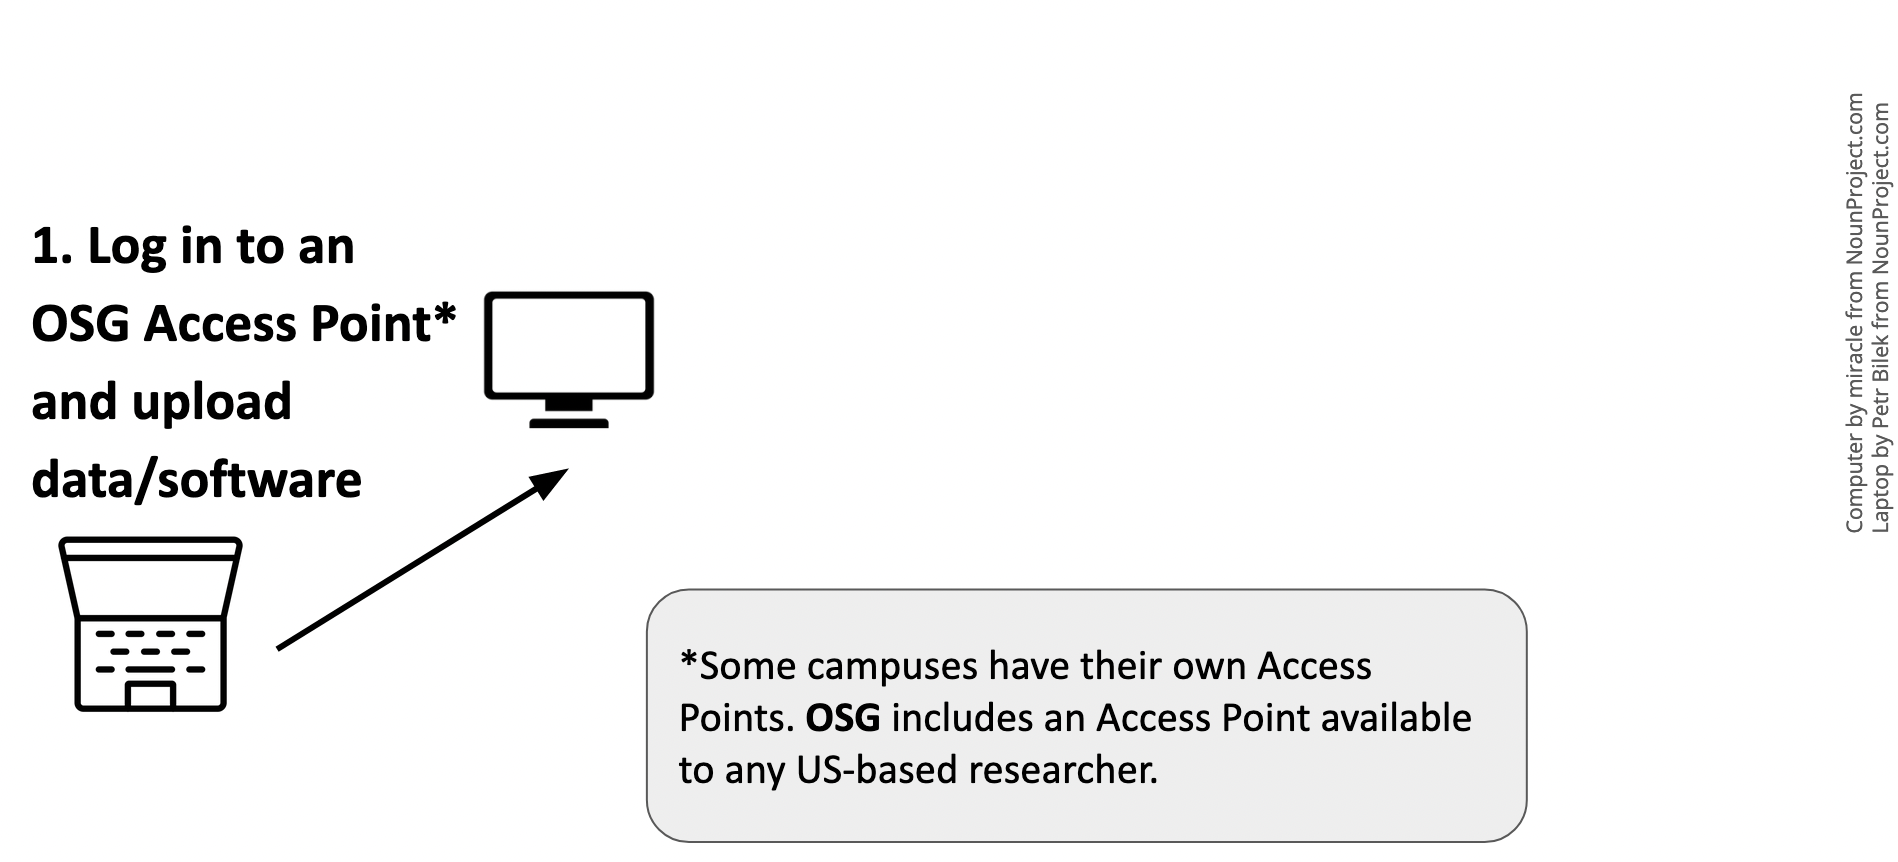 1. Log in to an
OSG Access Point*
and upload
data/software
*Some campuses have their own Access
Points. OSG includes an Access Point available
to any US-based researcher.
Computer by miracle from NounProject.com
Laptop by Petr Bilek from NounProject.com